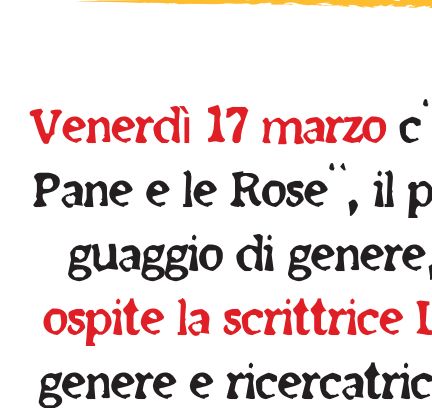 Venerdì 17 marzo c'
Pane e le Rose", il p
guaggio di genere,
ospite la scrittrice L
genere e ricercatric